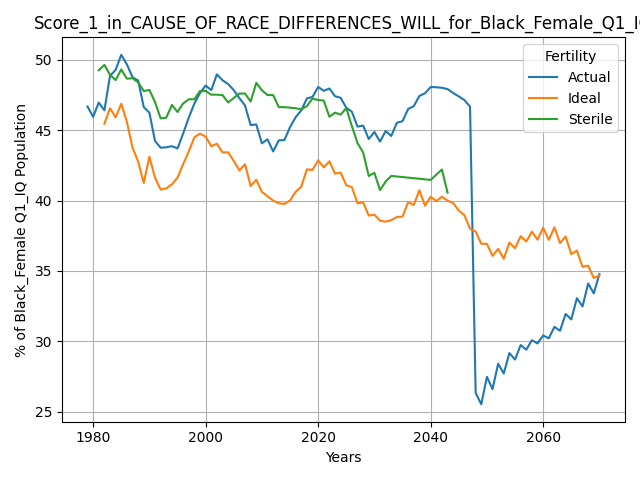 Score_1_in_CAUSE_OF_RACE_DIFFERENCES_WILL_for_Black_Female_Q1_I
% of Black_Female Q1_IQ Population
50
45
40
35
30
25
Fertility
Actual
Ideal
Sterile
1980
2000
2020
2040
2060
Years